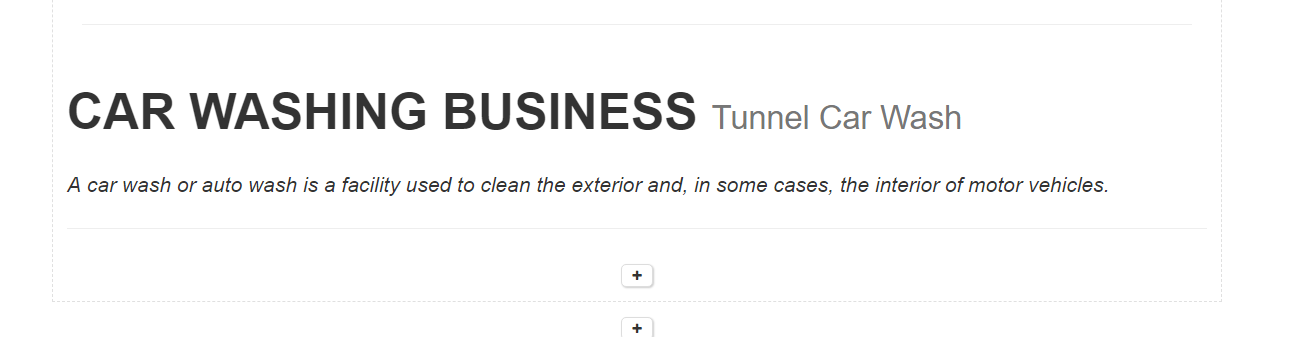 CAR WASHING BUSINESS Tunnel Car Wash
A car wash or auto wash is a facility used to clean the exterior and, in some cases, the interior of motor vehicles.
+
+